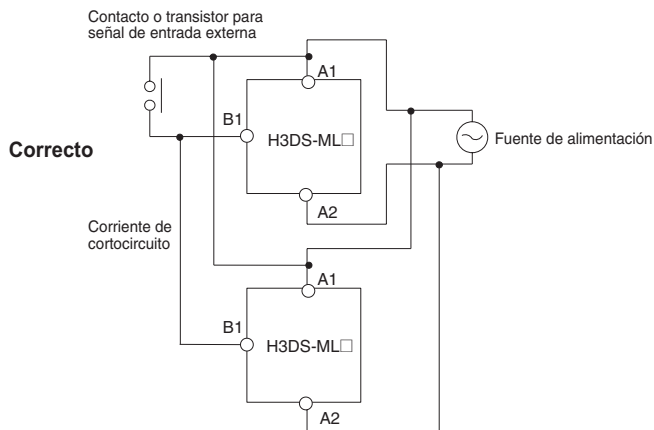 Contacto o transistor para
señal de entrada externa
A1
B1
H3DS-ML□
Fuente de alimentación
Correcto
A2
Corriente de
cortocircuito
A1
B1
H3DS-ML□
A2